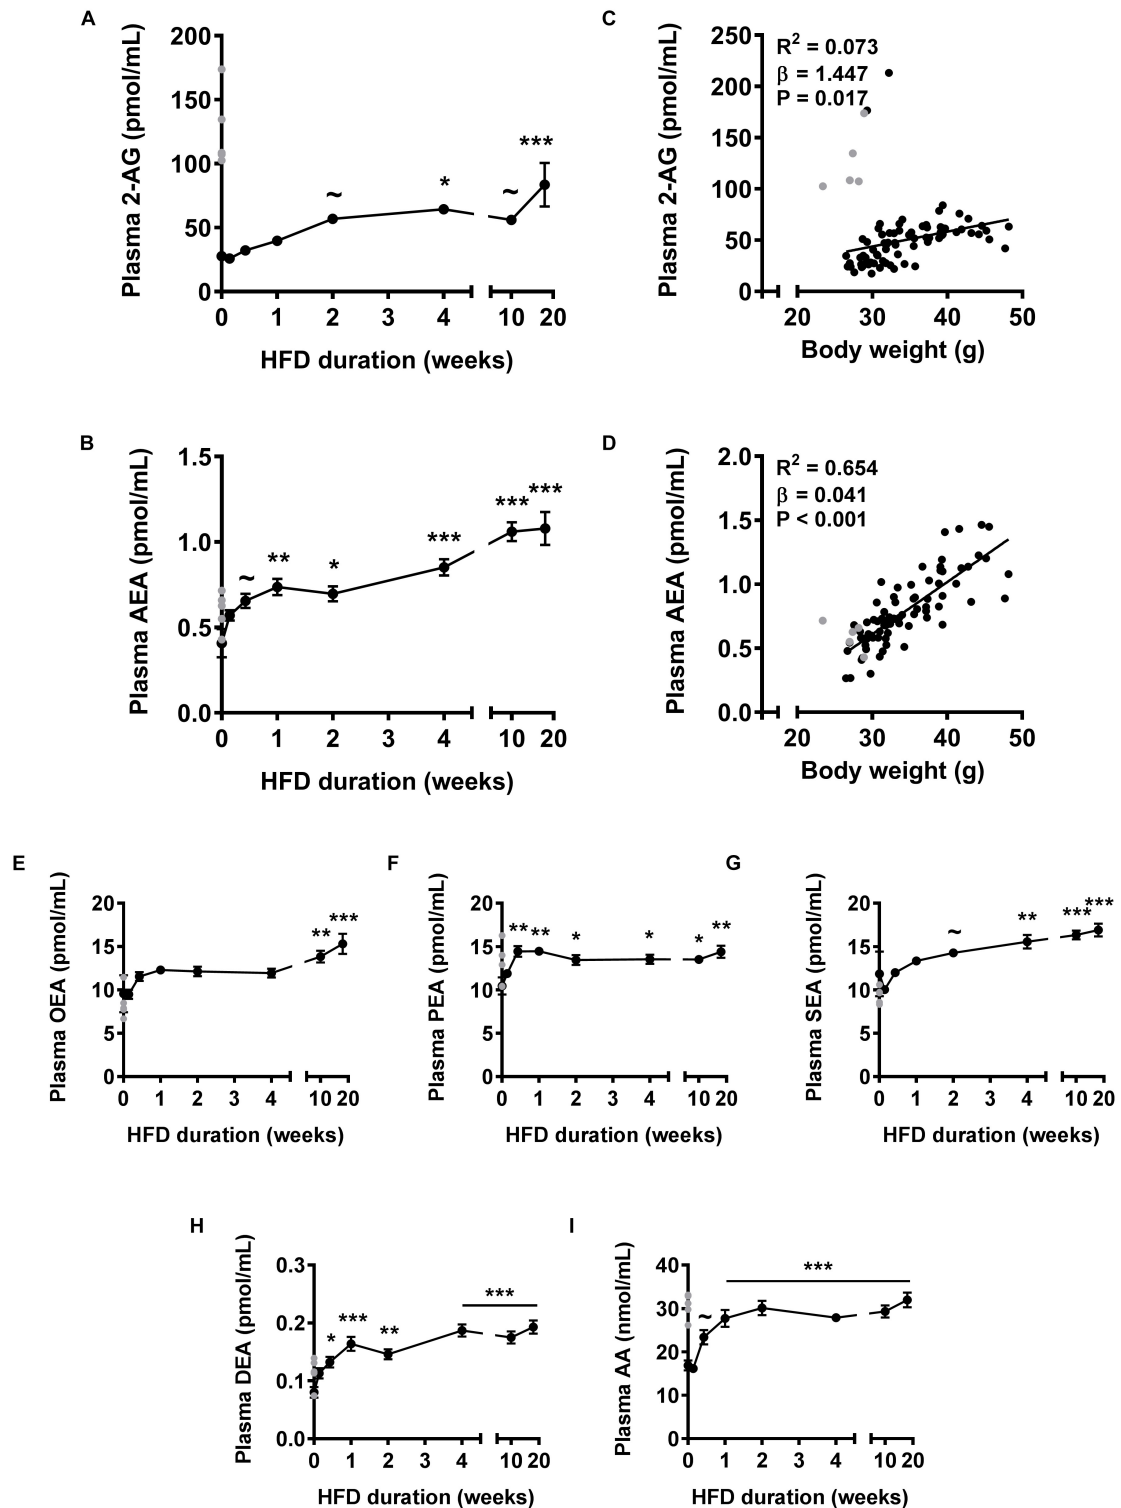 A
Plasma 2-AG (pmol/mL)
200
150
100
50
0
~
*
~
***
0 1 2 3 4 10 20
HFD duration (weeks)
C
Plasma 2-AG (pmol/mL)
250
200
150
100
50
0
R2 = 0.073
β = 1.447
P = 0.017
20 30 40 50
Body weight (g)
B
Plasma AEA (pmol/mL)
1.5
1.0
0.5
0.0
~
**
*
***
***
***
0 1 2 3 4 10 20
HFD duration (weeks)
D
Plasma AEA (pmol/mL)
2.0
1.5
1.0
0.5
0.0
R2 = 0.654
β = 0.041
P < 0.001
20 30 40 50
Body weight (g)
E
Plasma OEA (pmol/mL)
20
15
10
5
0
**
***
0 1 2 3 4 10 20
HFD duration (weeks)
F
Plasma PEA (pmol/mL)
20
15
10
5
0
**
**
*
*
*
**
0 1 2 3 4 10 20
HFD duration (weeks)
G
Plasma SEA (pmol/mL)
20
15
10
5
0
~
**
***
***
0 1 2 3 4 10 20
HFD duration (weeks)
H
Plasma DEA (pmol/mL)
0.3
0.2
0.1
0.0
*
***
**
***
0 1 2 3 4 10 20
HFD duration (weeks)
I
Plasma AA (nmol/mL)
40
30
20
10
0
~
***
0 1 2 3 4 10 20
HFD duration (weeks)